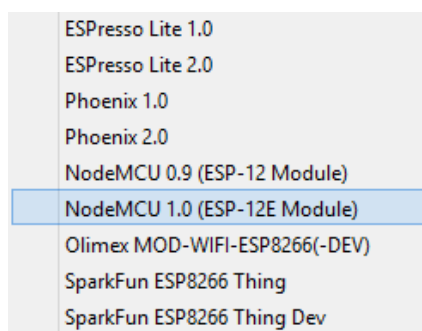 ESPresso Lite 1.0
ESPresso Lite 2.0
Phoenix 1.0
Phoenix 2.0
NodeMCU 0.9 (ESP-12 Module)
NodeMCU 1.0 (ESP-12E Module)
Olimex MOD-WIFI-ESP8266(-DEV)
SparkFun ESP8266 Thing
SparkFun ESP8266 Thing Dev